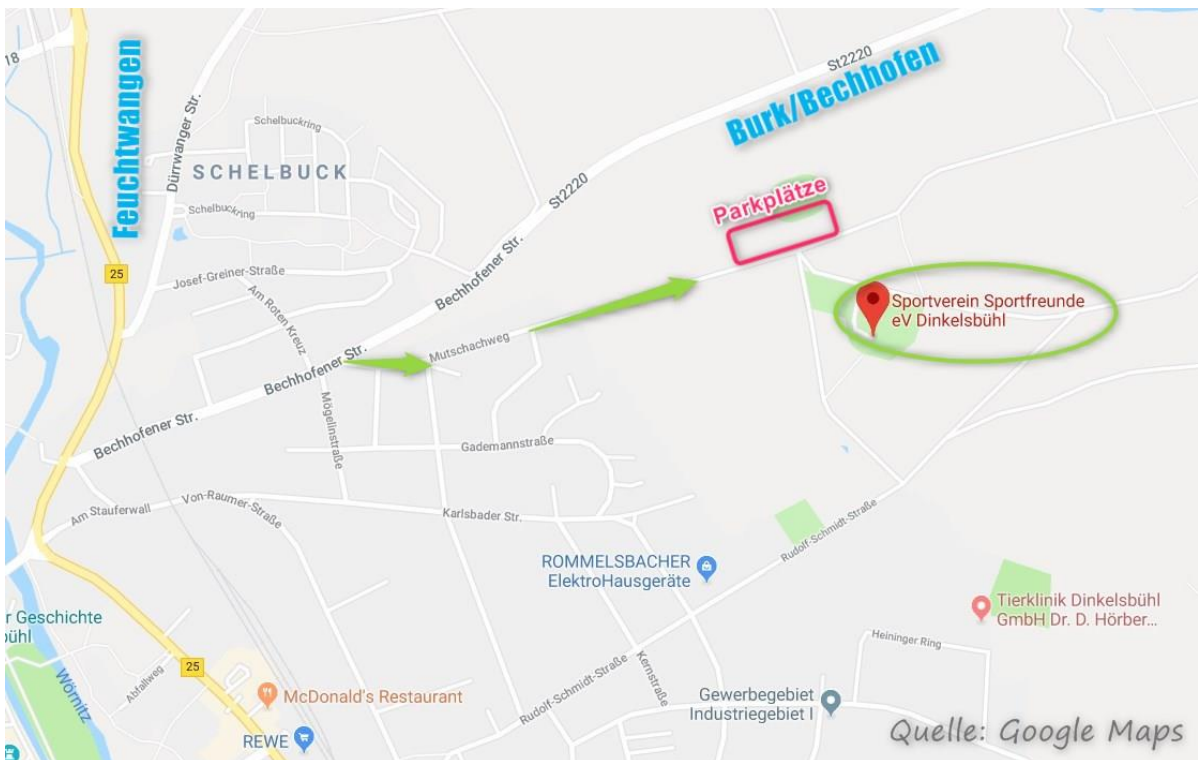 18
St2220
Feuchtwangen
Burk/Bechhofen
Dürrwanger Str.
Schelbuckring
SCHELBUCK
St2220
Parkplätze
Schelbuckring
Bechhofener Str.
25
Josef-Greiner-Straße
Am Roten Kreuz
Sportverein Sportfreunde
eV Dinkelsbühl
Mutschachweg
Bechhofener Str.
Mögelinstraße
Bechhofener Str.
Gademannstraße
Am Stauferwall
Von-Raumer-Straße
Karlsbader Str.
Rudolf-Schmidt-Straße
ROMMELSBACHER
ElektroHausgeräte
r Geschichte
bühl
Tierklinik Dinkelsbühl
GmbH Dr. D. Hörber...
Heininger Ring
Wörnitz
Abfallweg
25
Kernstraße
McDonald's Restaurant
Rudolf-Schmidt-Straße
Gewerbegebiet
Industriegebiet I
REWE
Quelle: Google Maps